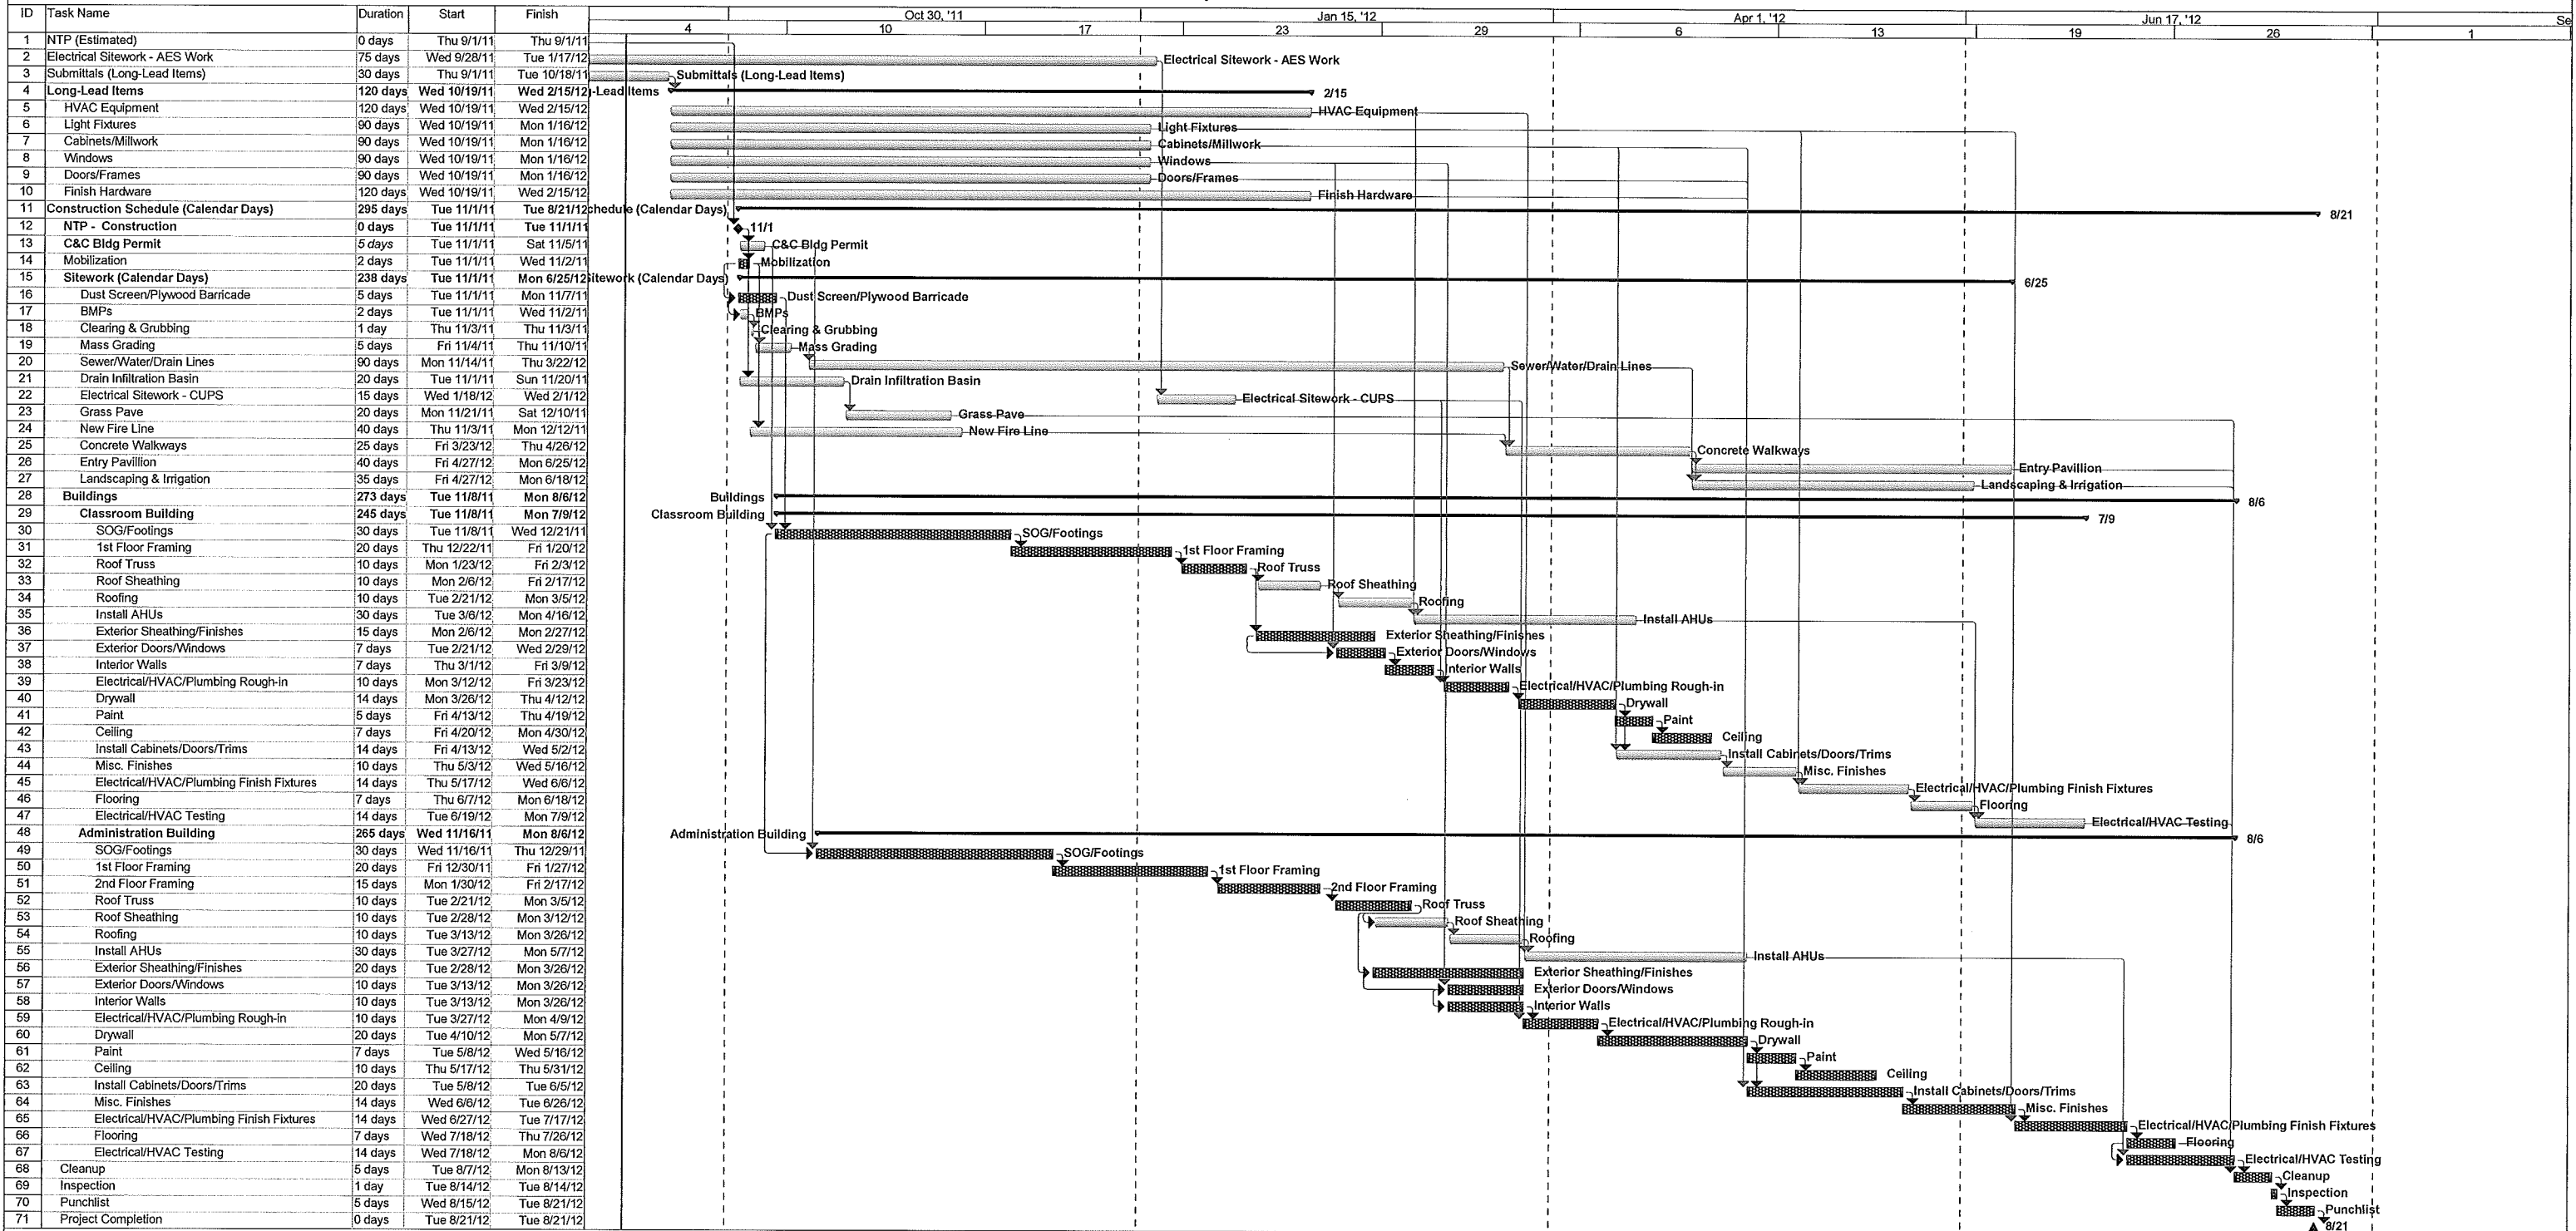 ID Task Name Duration Start Finish Oct 30, '11 Jan 15, '12 Apr 1, '12 Jun 17, '12 Se
4 10 17 23 29 6 13 19 26 1
1 NTP (Estimated) 0 days Thu 9/1/11 Thu 9/1/11
2 Electrical Sitework - AES Work 75 days Wed 9/28/11 Tue 1/17/12 Electrical Sitework - AES Work
3 Submittals (Long-Lead Items) 30 days Thu 9/1/11 Tue 10/18/11 Submittals (Long-Lead Items)
4 Long-Lead Items 120 days Wed 10/19/11 Wed 2/15/12 -Lead Items 2/15
5 HVAC Equipment 120 days Wed 10/19/11 Wed 2/15/12 HVAC Equipment
6 Light Fixtures 90 days Wed 10/19/11 Mon 1/16/12 Light Fixtures
7 Cabinets/Millwork 90 days Wed 10/19/11 Mon 1/16/12 Cabinets/Millwork
8 Windows 90 days Wed 10/19/11 Mon 1/16/12 Windows
9 Doors/Frames 90 days Wed 10/19/11 Mon 1/16/12 Doors/Frames
10 Finish Hardware 120 days Wed 10/19/11 Wed 2/15/12 Finish Hardware
11 Construction Schedule (Calendar Days) 295 days Tue 11/1/11 Tue 8/21/12 chedule (Calendar Days) 8/21
12 NTP - Construction 0 days Tue 11/1/11 Tue 11/1/11 11/1
13 C&C Bldg Permit 5 days Tue 11/1/11 Sat 11/5/11 C&C Bldg Permit
14 Mobilization 2 days Tue 11/1/11 Wed 11/2/11 Mobilization
15 Sitework (Calendar Days) 238 days Tue 11/1/11 Mon 6/25/12 itework (Calendar Days) 6/25
16 Dust Screen/Plywood Barricade 5 days Tue 11/1/11 Mon 11/7/11 Dust Screen/Plywood Barricade
17 BMPs 2 days Tue 11/1/11 Wed 11/2/11 BMPs
18 Clearing & Grubbing 1 day Thu 11/3/11 Thu 11/3/11 Clearing & Grubbing
19 Mass Grading 5 days Fri 11/4/11 Thu 11/10/11 Mass Grading
20 Sewer/Water/Drain Lines 90 days Mon 11/14/11 Thu 3/22/12 Sewer/Water/Drain Lines
21 Drain Infiltration Basin 20 days Tue 11/1/11 Sun 11/20/11 Drain Infiltration Basin
22 Electrical Sitework - CUPS 15 days Wed 1/18/12 Wed 2/1/12 Electrical Sitework - CUPS
23 Grass Pave 20 days Mon 11/21/11 Sat 12/10/11 Grass Pave
24 New Fire Line 40 days Thu 11/3/11 Mon 12/12/11 New Fire Line
25 Concrete Walkways 25 days Fri 3/23/12 Thu 4/26/12 Concrete Walkways
26 Entry Pavillion 40 days Fri 4/27/12 Mon 6/25/12 Entry Pavillion
27 Landscaping & Irrigation 35 days Fri 4/27/12 Mon 6/18/12 Landscaping & Irrigation
28 Buildings 273 days Tue 11/8/11 Mon 8/6/12 Buildings 8/6
29 Classroom Building 245 days Tue 11/8/11 Mon 7/9/12 Classroom Building 7/9
30 SOG/Footings 30 days Tue 11/8/11 Wed 12/21/11 SOG/Footings
31 1st Floor Framing 20 days Thu 12/22/11 Fri 1/20/12 1st Floor Framing
32 Roof Truss 10 days Mon 1/23/12 Fri 2/3/12 Roof Truss
33 Roof Sheathing 10 days Mon 2/6/12 Fri 2/17/12 Roof Sheathing
34 Roofing 10 days Tue 2/21/12 Mon 3/5/12 Roofing
35 Install AHUs 30 days Tue 3/6/12 Mon 4/16/12 Install AHUs
36 Exterior Sheathing/Finishes 15 days Mon 2/6/12 Mon 2/27/12 Exterior Sheathing/Finishes
37 Exterior Doors/Windows 7 days Tue 2/21/12 Wed 2/29/12 Exterior Doors/Windows
38 Interior Walls 7 days Thu 3/1/12 Fri 3/9/12 Interior Walls
39 Electrical/HVAC/Plumbing Rough-in 10 days Mon 3/12/12 Fri 3/23/12 Electrical/HVAC/Plumbing Rough-in
40 Drywall 14 days Mon 3/26/12 Thu 4/12/12 Drywall
41 Paint 5 days Fri 4/13/12 Thu 4/19/12 Paint
42 Ceiling 7 days Fri 4/20/12 Mon 4/30/12 Ceiling
43 Install Cabinets/Doors/Trims 14 days Fri 4/13/12 Wed 5/2/12 Install Cabinets/Doors/Trims
44 Misc. Finishes 10 days Thu 5/3/12 Wed 5/16/12 Misc. Finishes
45 Electrical/HVAC/Plumbing Finish Fixtures 14 days Thu 5/17/12 Wed 6/6/12 Electrical/HVAC/Plumbing Finish Fixtures
46 Flooring 7 days Thu 6/7/12 Mon 6/18/12 Flooring
47 Electrical/HVAC Testing 14 days Tue 6/19/12 Mon 7/9/12 Electrical/HVAC Testing
48 Administration Building 265 days Wed 11/16/11 Mon 8/6/12 Administration Building 8/6
49 SOG/Footings 30 days Wed 11/16/11 Thu 12/29/11 SOG/Footings
50 1st Floor Framing 20 days Fri 12/30/11 Fri 1/27/12 1st Floor Framing
51 2nd Floor Framing 15 days Mon 1/30/12 Fri 2/17/12 2nd Floor Framing
52 Roof Truss 10 days Tue 2/21/12 Mon 3/5/12 Roof Truss
53 Roof Sheathing 10 days Tue 2/28/12 Mon 3/12/12 Roof Sheathing
54 Roofing 10 days Tue 3/13/12 Mon 3/26/12 Roofing
55 Install AHUs 30 days Tue 3/27/12 Mon 5/7/12 Install AHUs
56 Exterior Sheathing/Finishes 20 days Tue 2/28/12 Mon 3/26/12 Exterior Sheathing/Finishes
57 Exterior Doors/Windows 10 days Tue 3/13/12 Mon 3/26/12 Exterior Doors/Windows
58 Interior Walls 10 days Tue 3/13/12 Mon 3/26/12 Interior Walls
59 Electrical/HVAC/Plumbing Rough-in 10 days Tue 3/27/12 Mon 4/9/12 Electrical/HVAC/Plumbing Rough-in
60 Drywall 20 days Tue 4/10/12 Mon 5/7/12 Drywall
61 Paint 7 days Tue 5/8/12 Wed 5/16/12 Paint
62 Ceiling 10 days Thu 5/17/12 Thu 5/31/12 Ceiling
63 Install Cabinets/Doors/Trims 20 days Tue 5/8/12 Tue 6/5/12 Install Cabinets/Doors/Trims
64 Misc. Finishes 14 days Wed 6/6/12 Tue 6/26/12 Misc. Finishes
65 Electrical/HVAC/Plumbing Finish Fixtures 14 days Wed 6/27/12 Tue 7/17/12 Electrical/HVAC/Plumbing Finish Fixtures
66 Flooring 7 days Wed 7/18/12 Thu 7/26/12 Flooring
67 Electrical/HVAC Testing 14 days Wed 7/18/12 Mon 8/6/12 Electrical/HVAC Testing
68 Cleanup 5 days Tue 8/7/12 Mon 8/13/12 Cleanup
69 Inspection 1 day Tue 8/14/12 Tue 8/14/12 Inspection
70 Punchlist 5 days Wed 8/15/12 Tue 8/21/12 Punchlist
71 Project Completion 0 days Tue 8/21/12 Tue 8/21/12 8/21